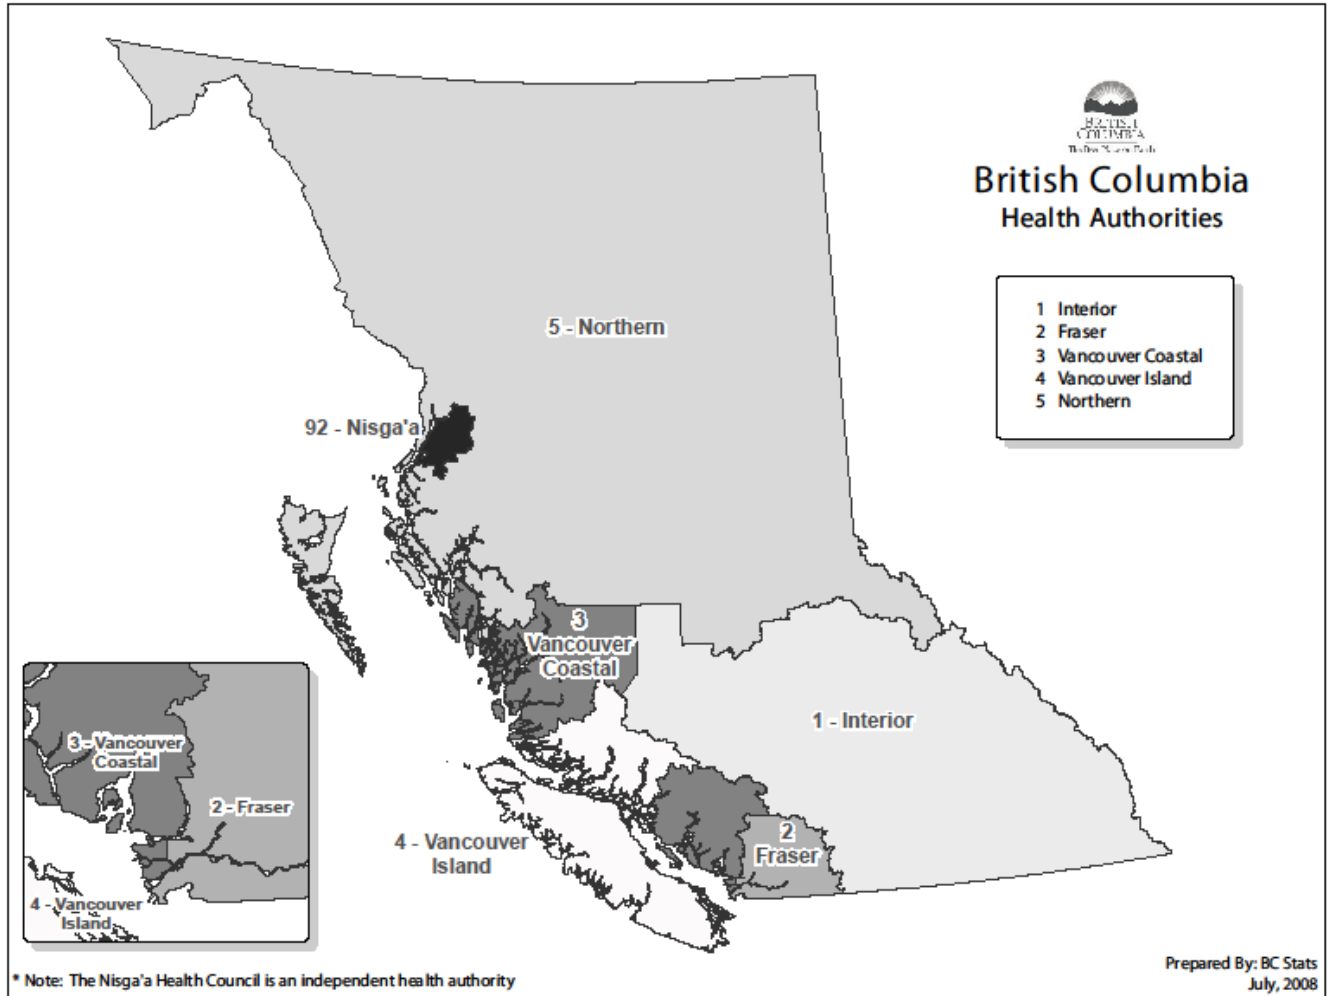 BRITISH
COLUMBIA
British Columbia
Health Authorities
1 Interior
2 Fraser
3 Vancouver Coastal
4 Vancouver Island
5 Northern
5 - Northern
92 - Nisga'a
3
Vancouver
Coastal
1 - Interior
2
Fraser
4 - Vancouver
Island
3 - Vancouver
Coastal
2 - Fraser
4 - Vancouver
Island
* Note: The Nisga'a Health Council is an independent health authority
Prepared By: BC Stats
July, 2008